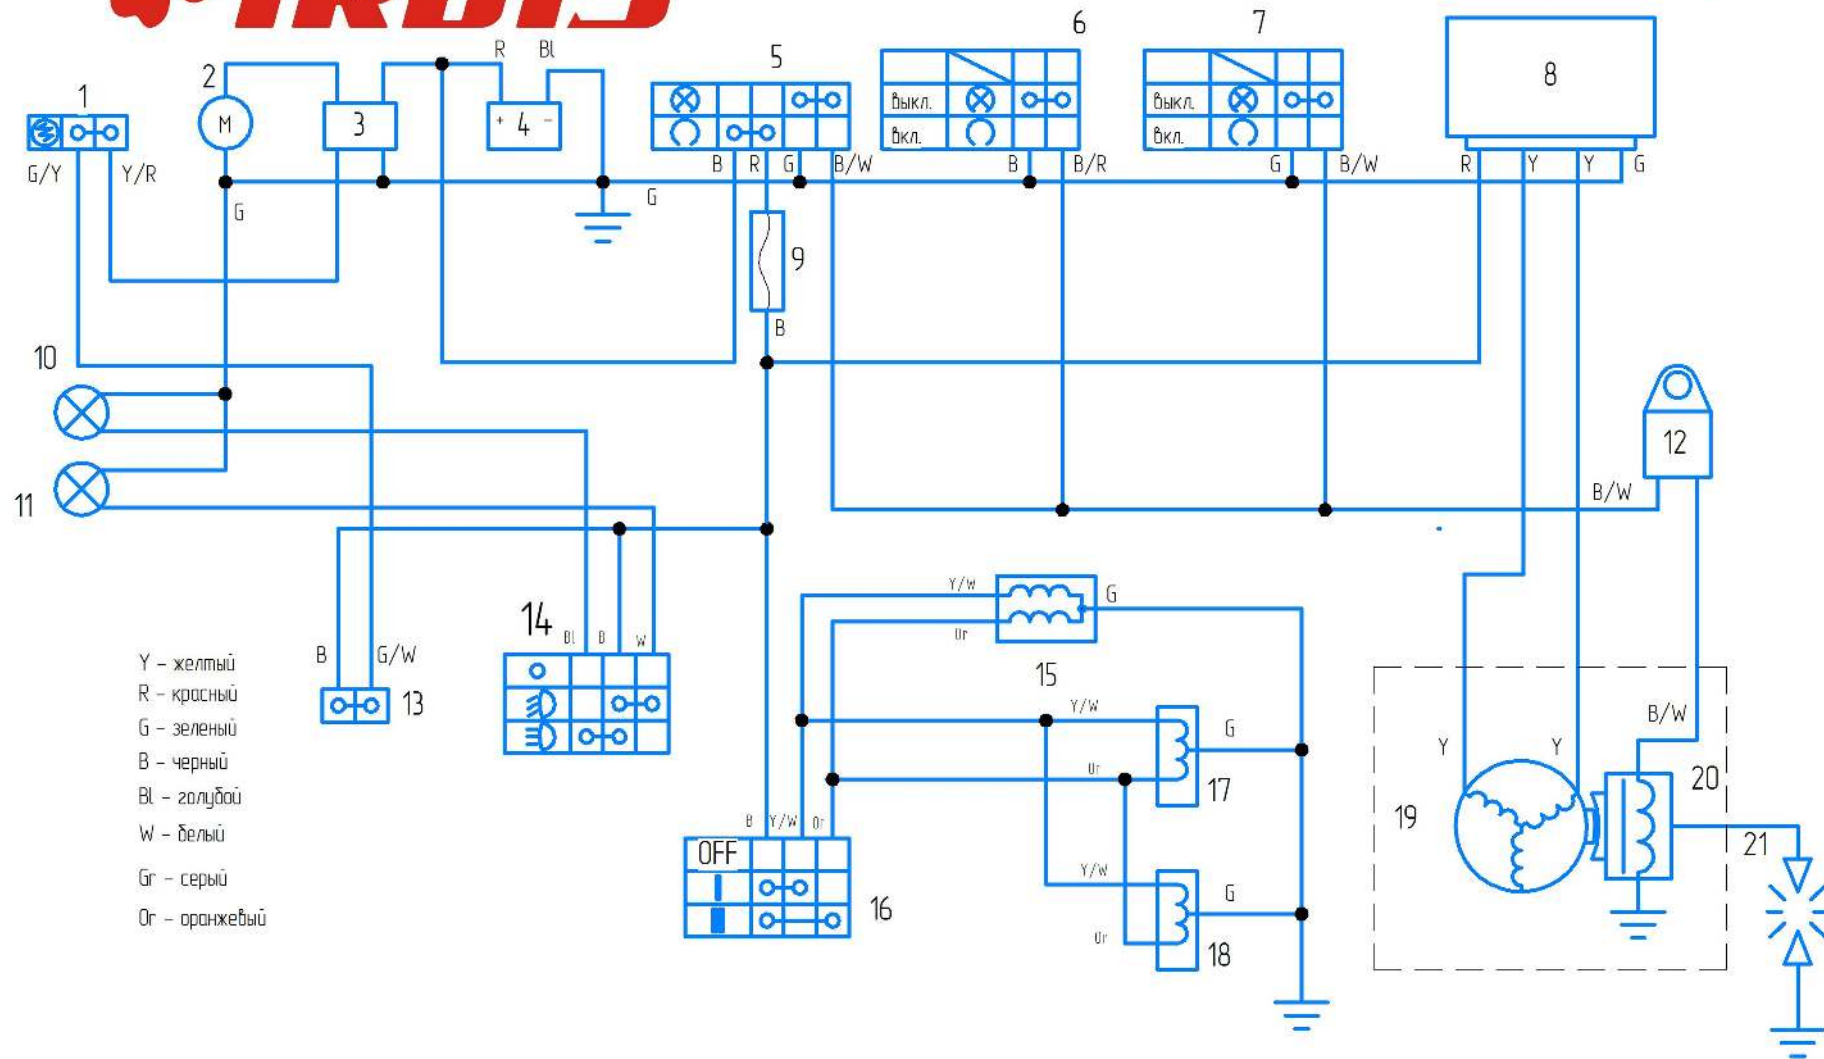 IRBIS
1
2
3
+ 4 -
5
6
7
8
R
Bl
M
выкл.
вкл.
выкл.
вкл.
G/Y
Y/R
B
R
G
B/W
B
B/R
G
B/W
R
Y
Y
G
G
G
9
B
10
11
12
B/W
Y/W
G
Or
14
Bl
B
W
15
B
G/W
13
Y/W
G
Or
17
B/W
Y
Y
20
19
21
B
Y/W
Or
OFF
16
Y/W
G
Or
18
Y - желтый
R - красный
G - зеленый
B - черный
Bl - голубой
W - белый
Gr - серый
Or - оранжевый